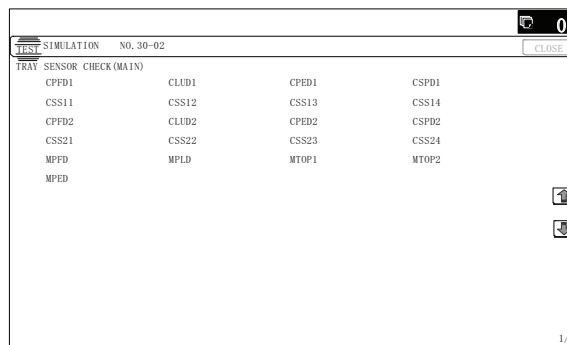 0
TEST SIMULATION NO.30-02
CLOSE
TRAY SENSOR CHECK(MAIN)
CPFD1 CLUD1 CPED1 CSPD1
CSS11 CSS12 CSS13 CSS14
CPFD2 CLUD2 CPED2 CSPD2
CSS21 CSS22 CSS23 CSS24
MPFD MPLD MTOP1 MTOP2
MPED
1/